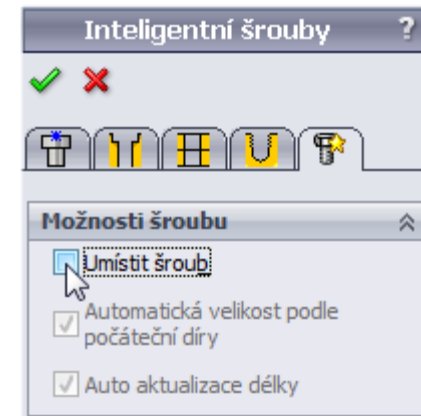 Inteligentní šrouby ?
Možnosti šroubu
Umístit šroub
Automatická velikost podle
počáteční díry
Auto aktualizace délky